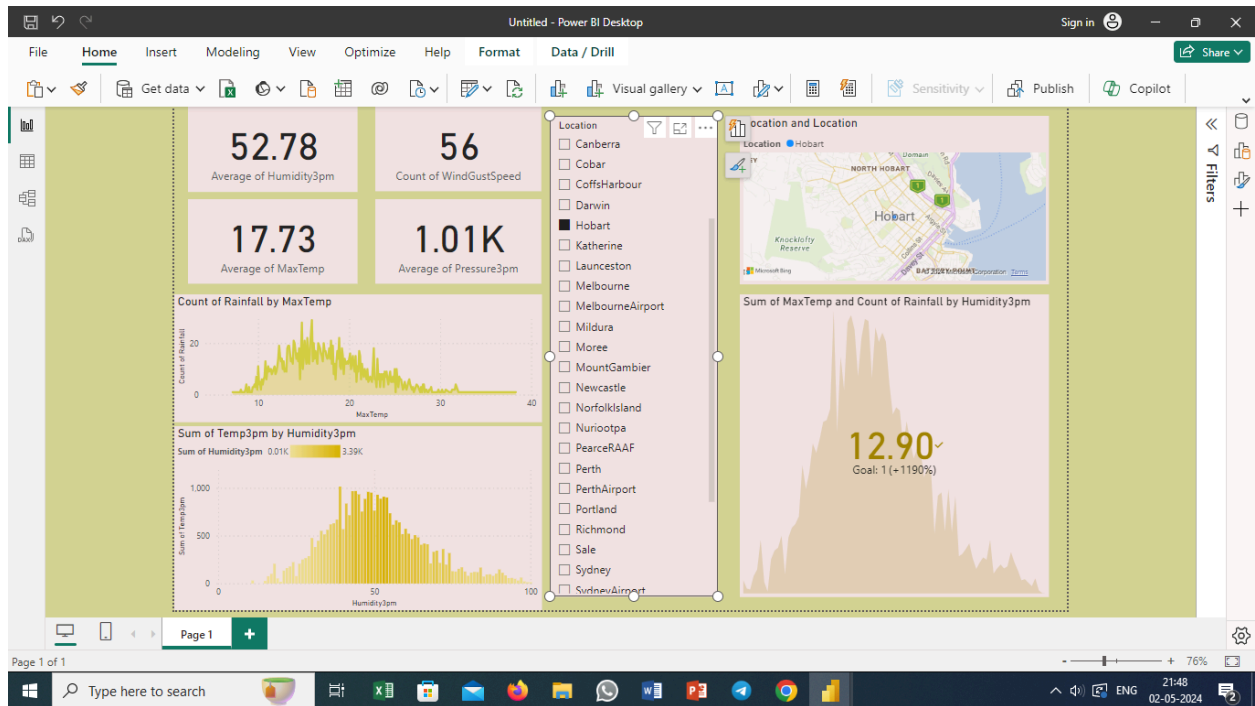 Untitled - Power BI Desktop
Sign in
File Home Insert Modeling View Optimize Help Format Data / Drill
Share
Get data
Visual gallery
Sensitivity
Publish
Copilot
52.78
Average of Humidity3pm
56
Count of WindGustSpeed
17.73
Average of MaxTemp
1.01K
Average of Pressure3pm
Count of Rainfall by MaxTemp
Count of Rainfall
20
0
10 20 30 40
MaxTemp
Sum of Temp3pm by Humidity3pm
Sum of Humidity3pm 0.01K 3.39K
Sum of Temp3pm
1,000
500
0
0 50 100
Humidity3pm
Location
Canberra
Cobar
CoffsHarbour
Darwin
Hobart
Katherine
Launceston
Melbourne
MelbourneAirport
Mildura
Moree
MountGambier
Newcastle
NorfolkIsland
Nuriootpa
PearceRAAF
Perth
PerthAirport
Portland
Richmond
Sale
Sydney
SydneyAirport
ocation and Location
Location Hobart
Domain
NORTH HOBART
Hobart
Knocklofty
Reserve
Microsoft Bing
Corporation Terms
Sum of MaxTemp and Count of Rainfall by Humidity3pm
12.90
Goal: 1 (+1190%)
Filters
Page 1
Page 1 of 1
- + 76%
Type here to search
ENG
21:48
02-05-2024
2